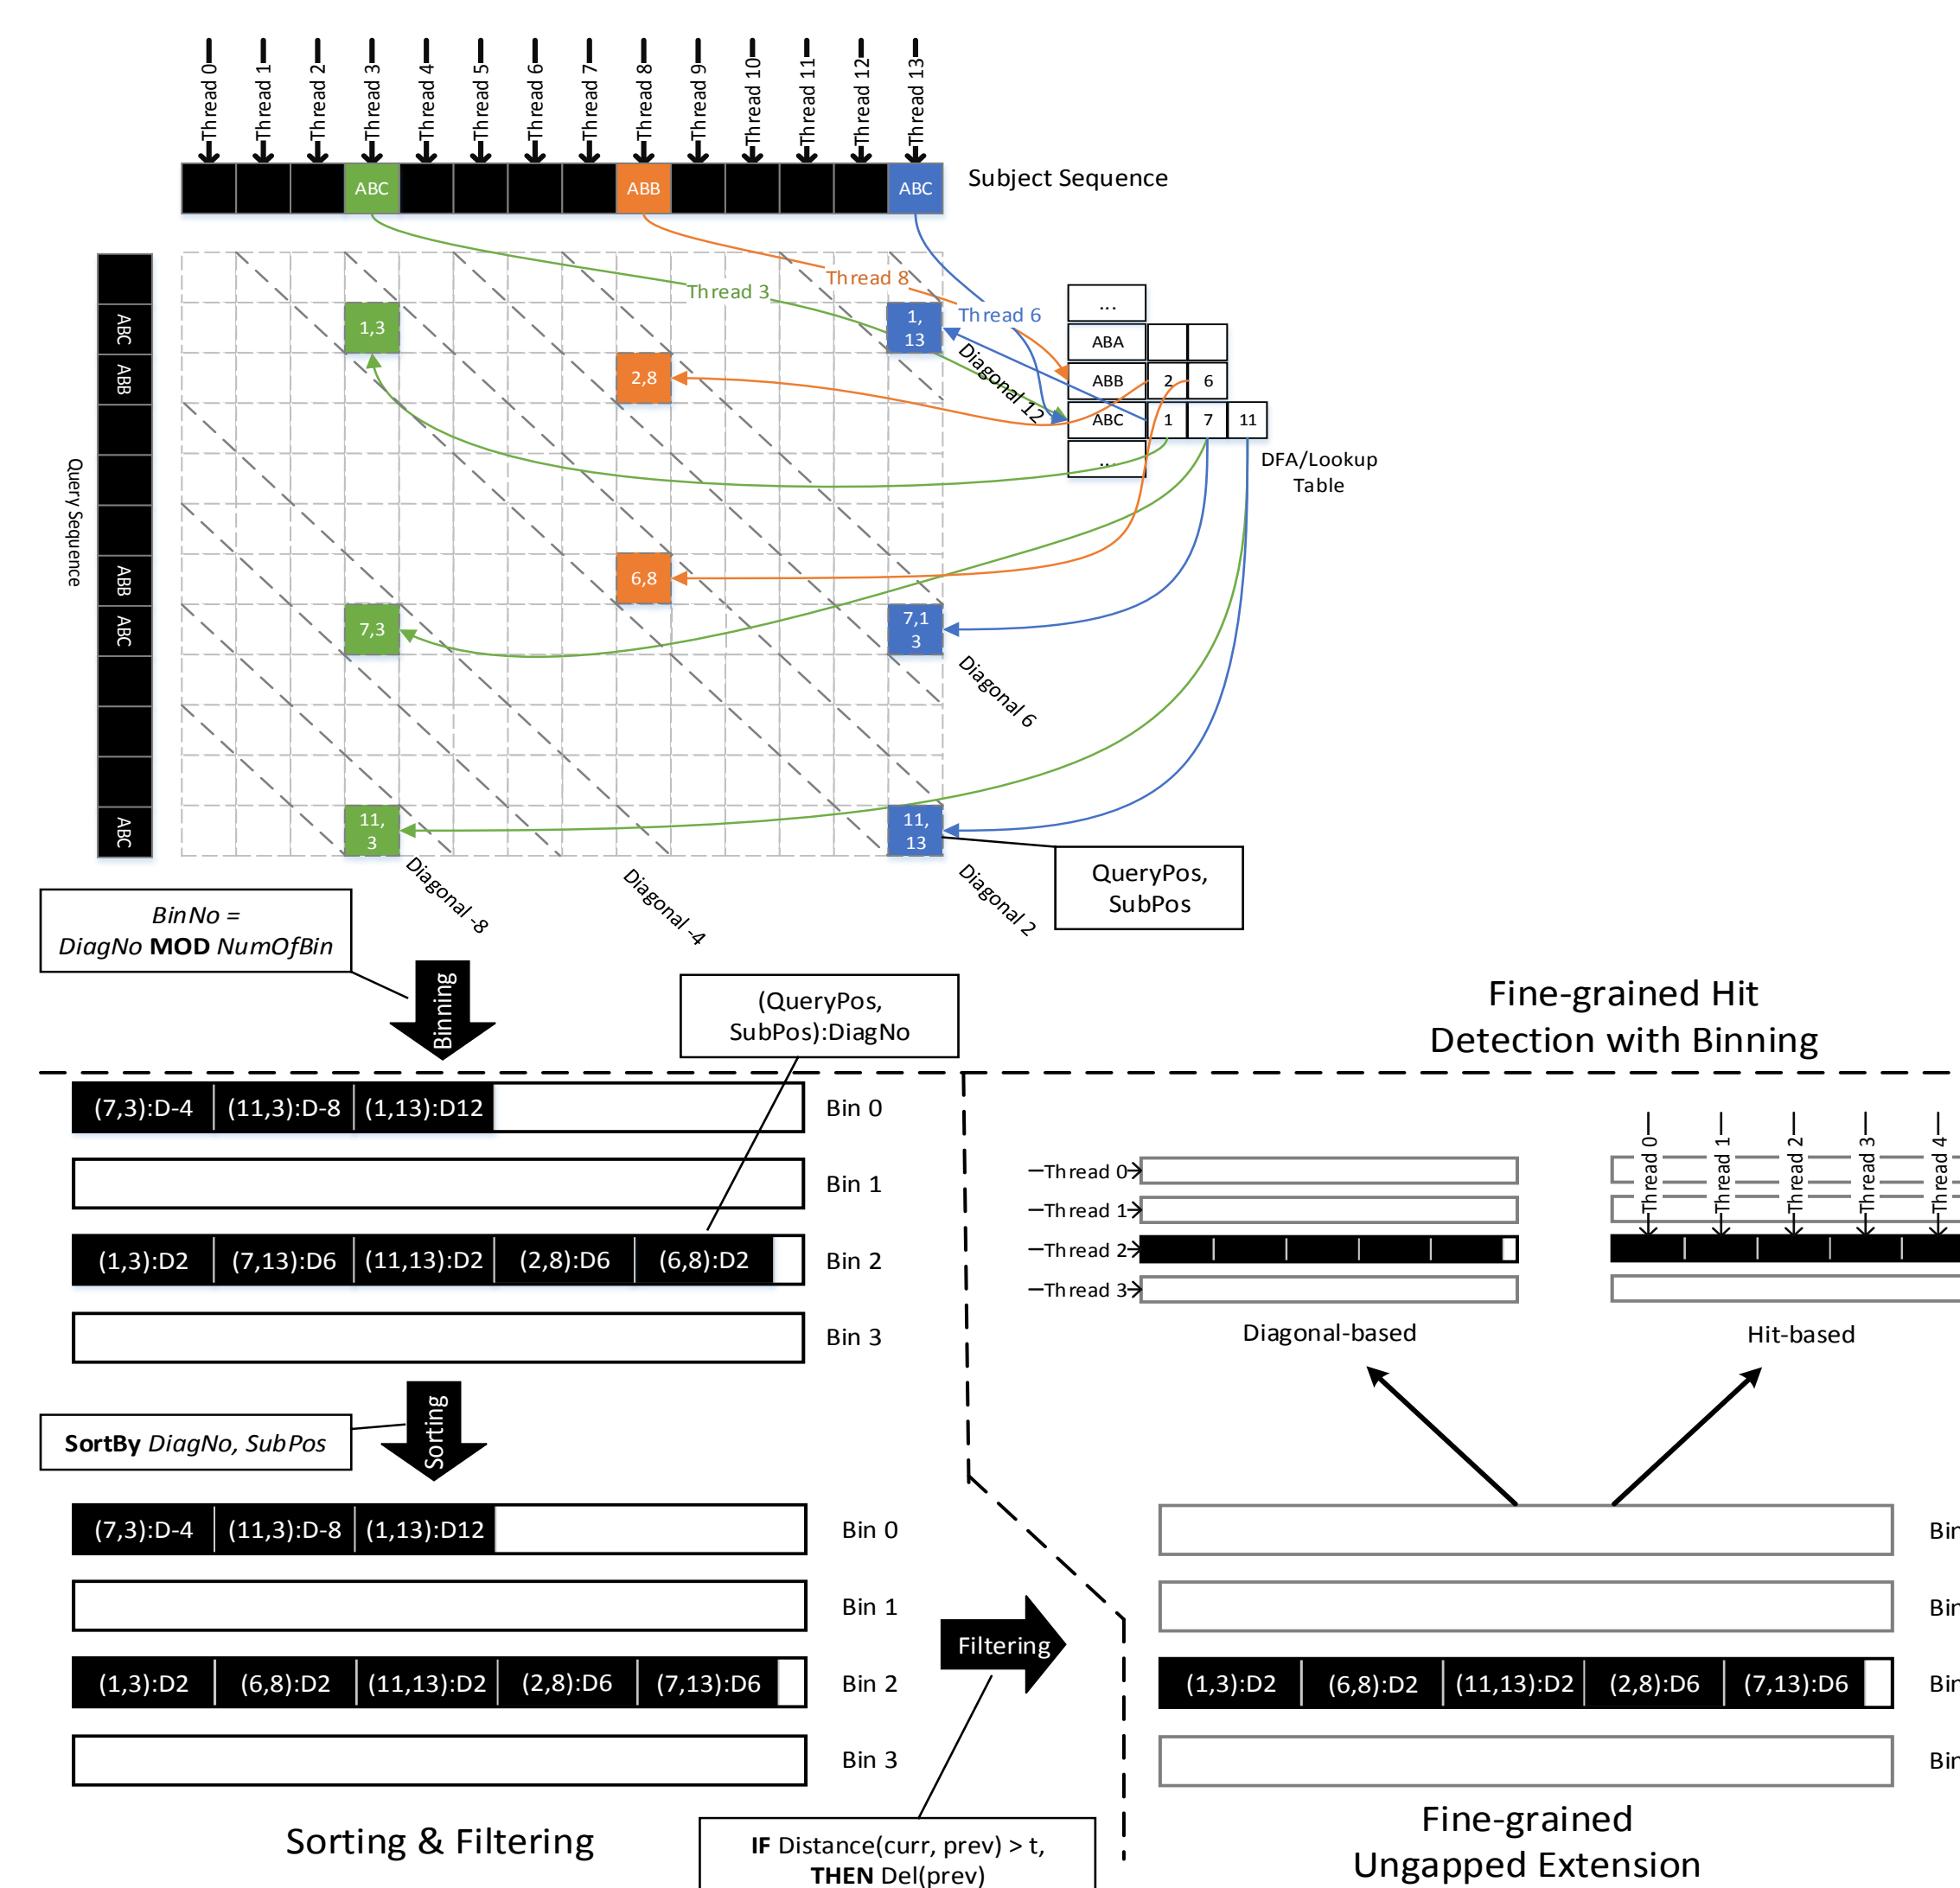 Thread 0
Thread 1
Thread 2
Thread 3
Thread 4
Thread 5
Thread 6
Thread 7
Thread 8
Thread 9
Thread 10
Thread 11
Thread 12
Thread 13
ABC
ABB
ABC
Subject Sequence
Query Sequence
ABC
ABB
ABB
ABC
ABC
Thread 3
Thread 8
Thread 6
1,3
1,
13
2,8
6,8
7,3
7,1
3
11,
3
11,
13
Diagonal 12
Diagonal 6
Diagonal 2
Diagonal -4
Diagonal -8
...
ABA
ABB 2 6
ABC 1 7 11
...
DFA/Lookup
Table
QueryPos,
SubPos
BinNo =
DiagNo MOD NumOfBin
Binning
(QueryPos,
SubPos):DiagNo
Fine-grained Hit
Detection with Binning
(7,3):D-4 (11,3):D-8 (1,13):D12 Bin 0
Bin 1
(1,3):D2 (7,13):D6 (11,13):D2 (2,8):D6 (6,8):D2 Bin 2
Bin 3
Sorting
SortBy DiagNo, SubPos
(7,3):D-4 (11,3):D-8 (1,13):D12 Bin 0
Bin 1
(1,3):D2 (6,8):D2 (11,13):D2 (2,8):D6 (7,13):D6 Bin 2
Bin 3
Sorting & Filtering
Filtering
IF Distance(curr, prev) > t,
THEN Del(prev)
Thread 0
Thread 1
Thread 2
Thread 3
Diagonal-based
Thread 0
Thread 1
Thread 2
Thread 3
Thread 4
Hit-based
Bin
Bin
(1,3):D2 (6,8):D2 (11,13):D2 (2,8):D6 (7,13):D6 Bin
Bin
Fine-grained
Ungapped Extension